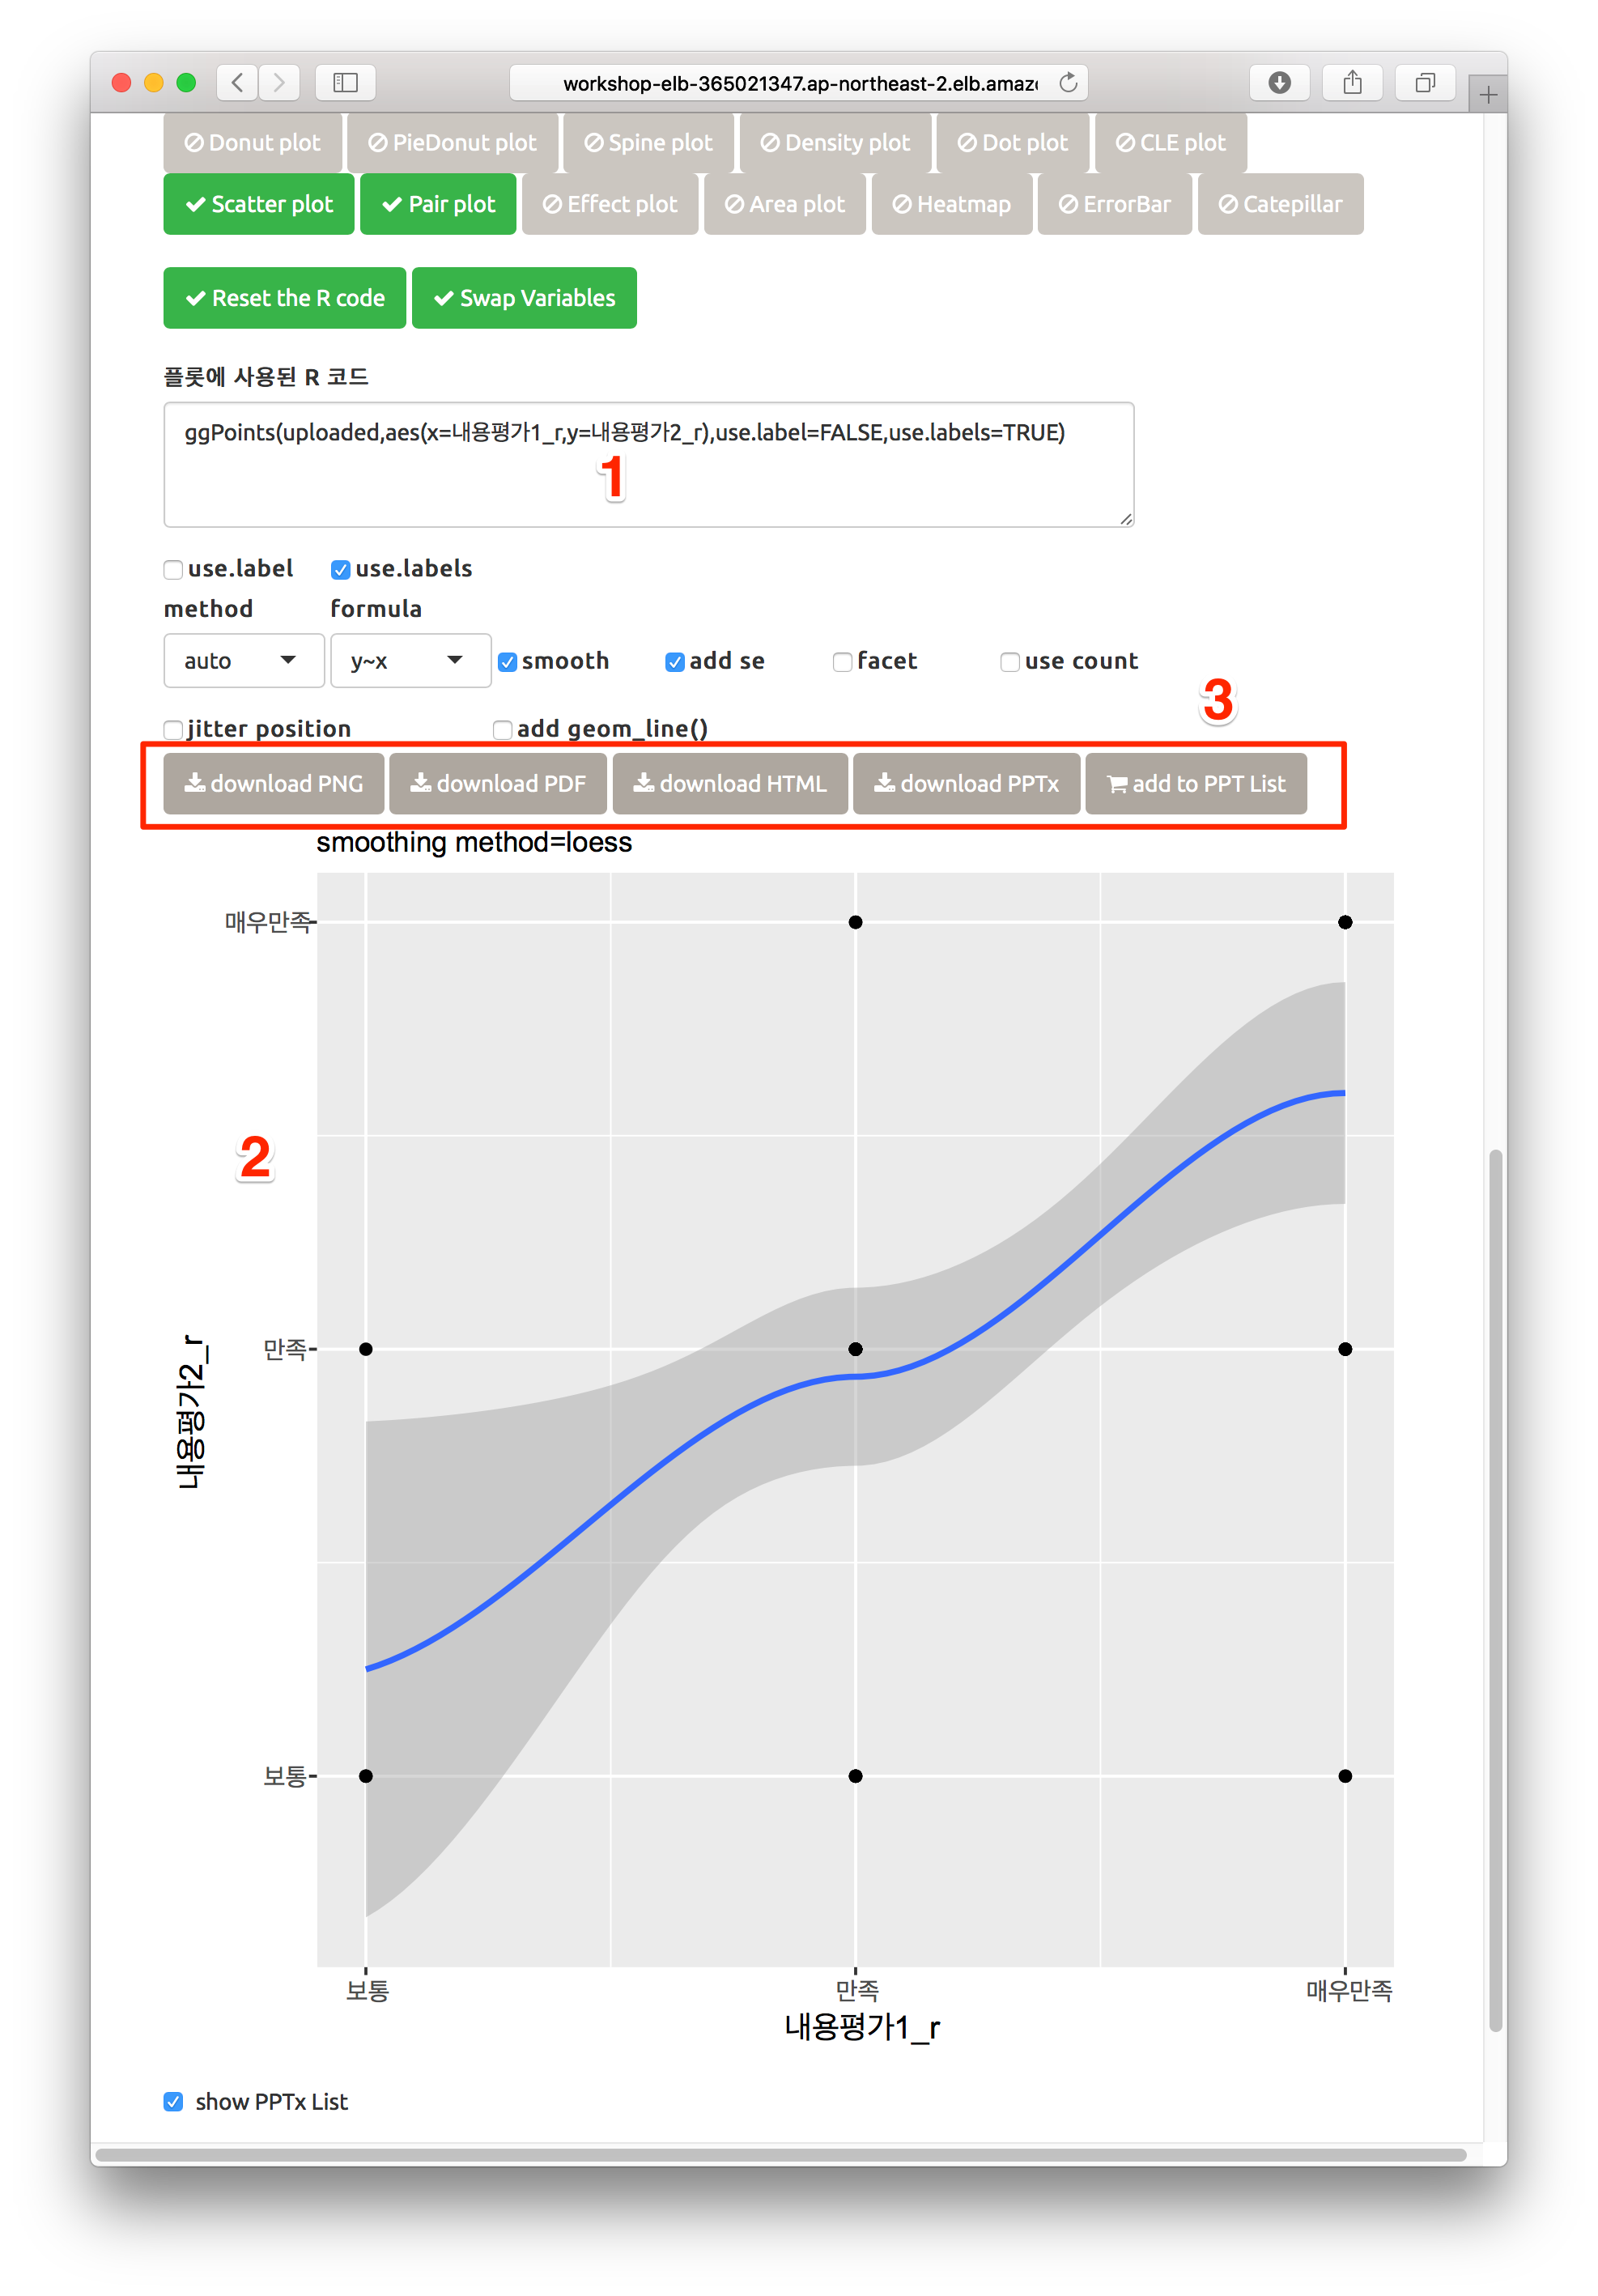 workshop-elb-365021347.ap-northeast-2.elb.amaz
Donut plot PieDonut plot Spine plot Density plot Dot plot CLE plot
Scatter plot Pair plot Effect plot Area plot Heatmap ErrorBar Catepillar
Reset the R code Swap Variables
플롯에 사용된 R 코드
ggPoints(uploaded,aes(x=내용평가1_r,y=내용평가2_r),use.label=FALSE,use.labels=TRUE)
1
use.label use.labels
method formula
auto y~x smooth add se facet use count
3
jitter position add geom_line()
download PNG download PDF download HTML download PPTx add to PPT List
smoothing method=loess
매우만족
2
만족
내용평가2_r
보통
보통 만족 매우만족
내용평가1_r
show PPTx List